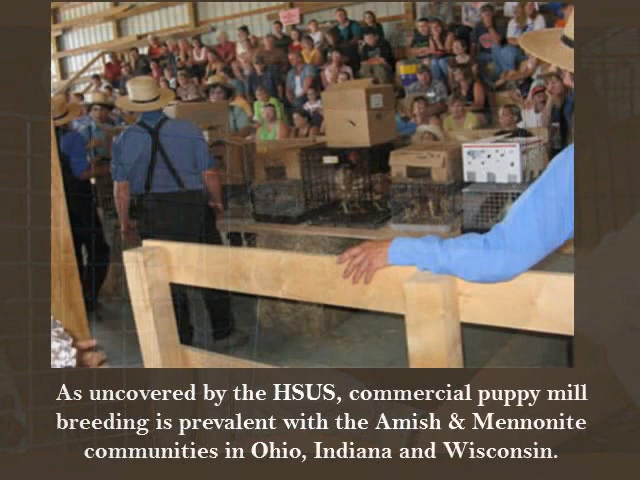 As uncovered by the HSUS, commercial puppy mill
breeding is prevalent with the Amish & Mennonite
communities in Ohio, Indiana and Wisconsin.